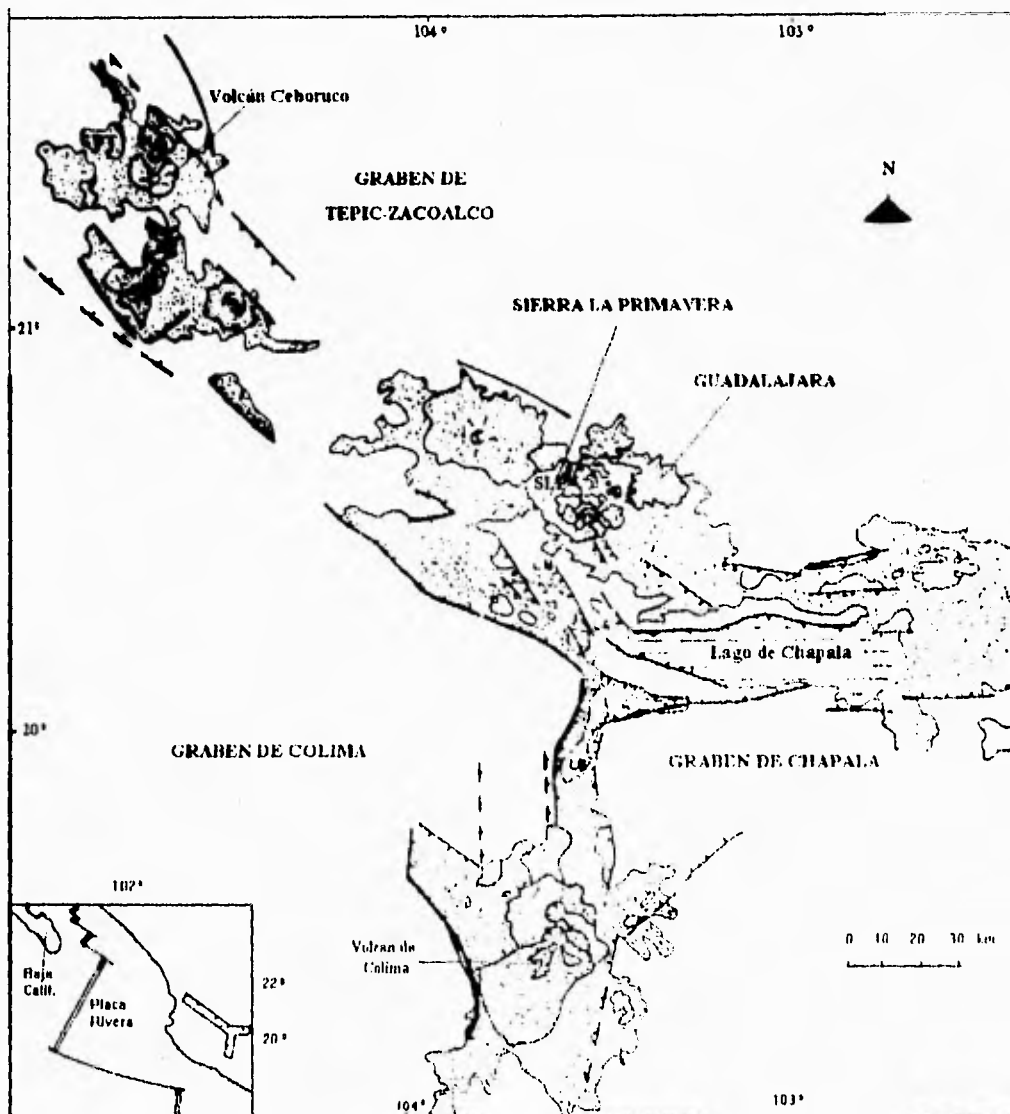 104°
103°
Volcán Ceboruco
GRABEN DE
TEPIC-ZACOALCO
N
SIERRA LA PRIMAVERA
21°
GUADALAJARA
C
Lago de Chapala
20°
GRABEN DE COLIMA
GRABEN DE CHAPALA
102°
Volcan de
Colima
0 10 20 30 km
Baja
Calif.
Placa
Rivera
22°
20°
104°
103°